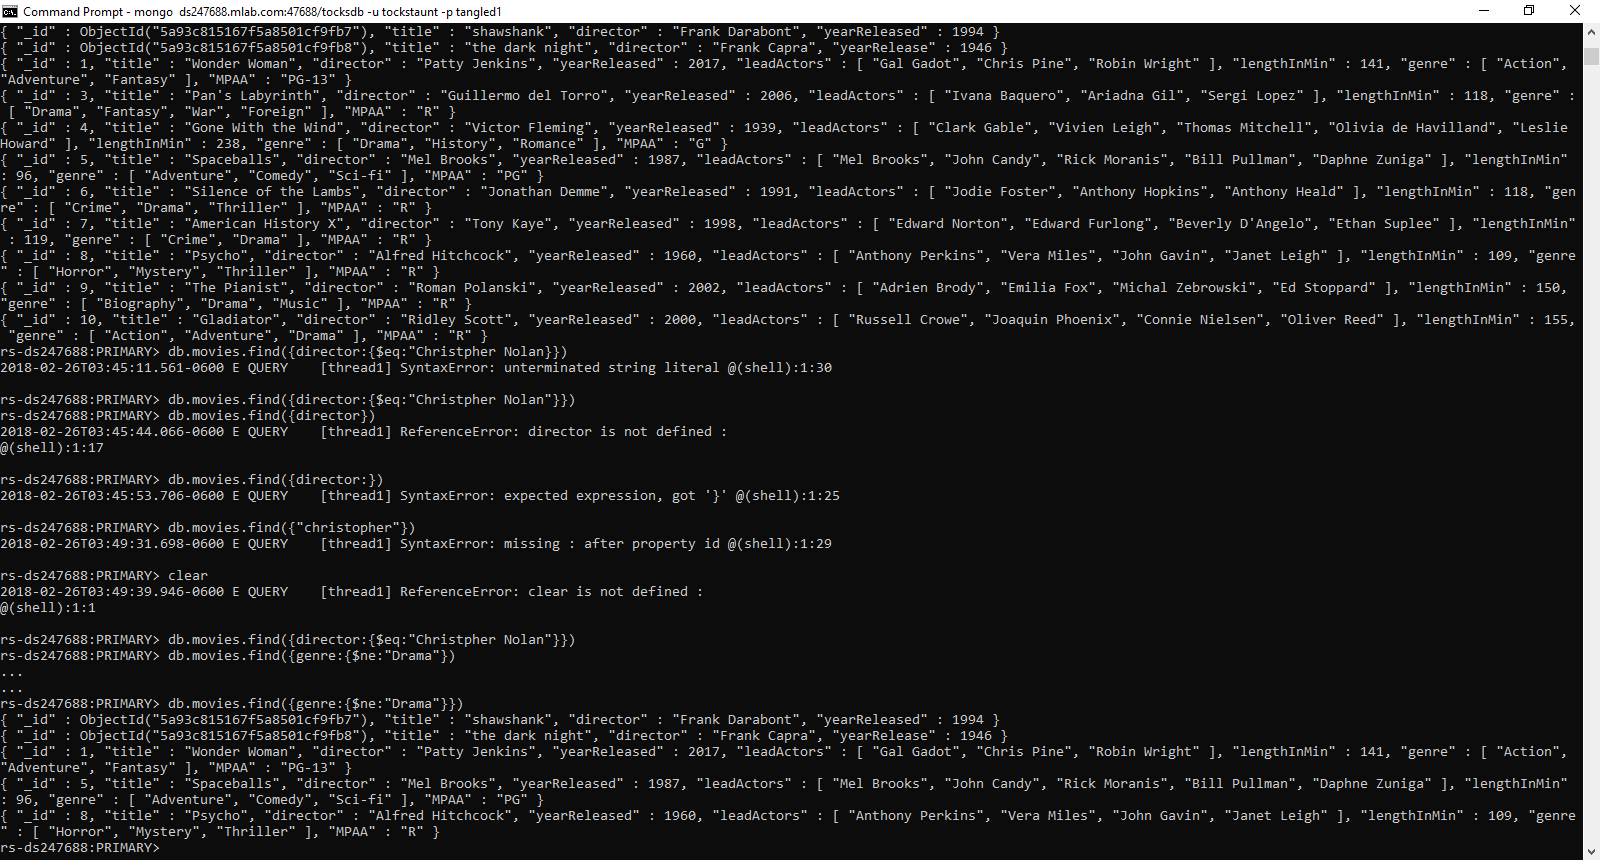 Command Prompt - mongo  ds247688.mlab.com:47688/tocksdb -u tockstaunt -p tangled1
{ "_id" : ObjectId("5a93c815167f5a8501cf9fb7"), "title" : "shawshank", "director" : "Frank Darabont", "yearReleased" : 1994 }
{ "_id" : ObjectId("5a93c815167f5a8501cf9fb8"), "title" : "the dark night", "director" : "Frank Capra", "yearRelease" : 1946 }
{ "_id" : 1, "title" : "Wonder Woman", "director" : "Patty Jenkins", "yearReleased" : 2017, "leadActors" : [ "Gal Gadot", "Chris Pine", "Robin Wright" ], "lengthInMin" : 141, "genre" : [ "Action",
"Adventure", "Fantasy" ], "MPAA" : "PG-13" }
{ "_id" : 3, "title" : "Pan's Labyrinth", "director" : "Guillermo del Torro", "yearReleased" : 2006, "leadActors" : [ "Ivana Baquero", "Ariadna Gil", "Sergi Lopez" ], "lengthInMin" : 118, "genre" :
[ "Drama", "Fantasy", "War", "Foreign" ], "MPAA" : "R" }
{ "_id" : 4, "title" : "Gone With the Wind", "director" : "Victor Fleming", "yearReleased" : 1939, "leadActors" : [ "Clark Gable", "Vivien Leigh", "Thomas Mitchell", "Olivia de Havilland", "Leslie
Howard" ], "lengthInMin" : 238, "genre" : [ "Drama", "History", "Romance" ], "MPAA" : "G" }
{ "_id" : 5, "title" : "Spaceballs", "director" : "Mel Brooks", "yearReleased" : 1987, "leadActors" : [ "Mel Brooks", "John Candy", "Rick Moranis", "Bill Pullman", "Daphne Zuniga" ], "lengthInMin"
: 96, "genre" : [ "Adventure", "Comedy", "Sci-fi" ], "MPAA" : "PG" }
{ "_id" : 6, "title" : "Silence of the Lambs", "director" : "Jonathan Demme", "yearReleased" : 1991, "leadActors" : [ "Jodie Foster", "Anthony Hopkins", "Anthony Heald" ], "lengthInMin" : 118, "gen
re" : [ "Crime", "Drama", "Thriller" ], "MPAA" : "R" }
{ "_id" : 7, "title" : "American History X", "director" : "Tony Kaye", "yearReleased" : 1998, "leadActors" : [ "Edward Norton", "Edward Furlong", "Beverly D'Angelo", "Ethan Suplee" ], "lengthInMin"
: 119, "genre" : [ "Crime", "Drama" ], "MPAA" : "R" }
{ "_id" : 8, "title" : "Psycho", "director" : "Alfred Hitchcock", "yearReleased" : 1960, "leadActors" : [ "Anthony Perkins", "Vera Miles", "John Gavin", "Janet Leigh" ], "lengthInMin" : 109, "genre
" : [ "Horror", "Mystery", "Thriller" ], "MPAA" : "R" }
{ "_id" : 9, "title" : "The Pianist", "director" : "Roman Polanski", "yearReleased" : 2002, "leadActors" : [ "Adrien Brody", "Emilia Fox", "Michal Zebrowski", "Ed Stoppard" ], "lengthInMin" : 150,
"genre" : [ "Biography", "Drama", "Music" ], "MPAA" : "R" }
{ "_id" : 10, "title" : "Gladiator", "director" : "Ridley Scott", "yearReleased" : 2000, "leadActors" : [ "Russell Crowe", "Joaquin Phoenix", "Connie Nielsen", "Oliver Reed" ], "lengthInMin" : 155,
"genre" : [ "Action", "Adventure", "Drama" ], "MPAA" : "R" }
rs-ds247688:PRIMARY> db.movies.find({director:{$eq:"Christpher Nolan}})
2018-02-26T03:45:11.561-0600 E QUERY    [thread1] SyntaxError: unterminated string literal @(shell):1:30
rs-ds247688:PRIMARY> db.movies.find({director:{$eq:"Christpher Nolan"}})
rs-ds247688:PRIMARY> db.movies.find({director})
2018-02-26T03:45:44.066-0600 E QUERY    [thread1] ReferenceError: director is not defined :
@(shell):1:17
rs-ds247688:PRIMARY> db.movies.find({director:})
2018-02-26T03:45:53.706-0600 E QUERY    [thread1] SyntaxError: expected expression, got '}' @(shell):1:25
rs-ds247688:PRIMARY> db.movies.find({"christopher"})
2018-02-26T03:49:31.698-0600 E QUERY    [thread1] SyntaxError: missing : after property id @(shell):1:29
rs-ds247688:PRIMARY> clear
2018-02-26T03:49:39.946-0600 E QUERY    [thread1] ReferenceError: clear is not defined :
@(shell):1:1
rs-ds247688:PRIMARY> db.movies.find({director:{$eq:"Christpher Nolan"}})
rs-ds247688:PRIMARY> db.movies.find({genre:{$ne:"Drama"})
...
...
rs-ds247688:PRIMARY> db.movies.find({genre:{$ne:"Drama"}})
{ "_id" : ObjectId("5a93c815167f5a8501cf9fb7"), "title" : "shawshank", "director" : "Frank Darabont", "yearReleased" : 1994 }
{ "_id" : ObjectId("5a93c815167f5a8501cf9fb8"), "title" : "the dark night", "director" : "Frank Capra", "yearRelease" : 1946 }
{ "_id" : 1, "title" : "Wonder Woman", "director" : "Patty Jenkins", "yearReleased" : 2017, "leadActors" : [ "Gal Gadot", "Chris Pine", "Robin Wright" ], "lengthInMin" : 141, "genre" : [ "Action",
"Adventure", "Fantasy" ], "MPAA" : "PG-13" }
{ "_id" : 5, "title" : "Spaceballs", "director" : "Mel Brooks", "yearReleased" : 1987, "leadActors" : [ "Mel Brooks", "John Candy", "Rick Moranis", "Bill Pullman", "Daphne Zuniga" ], "lengthInMin"
: 96, "genre" : [ "Adventure", "Comedy", "Sci-fi" ], "MPAA" : "PG" }
{ "_id" : 8, "title" : "Psycho", "director" : "Alfred Hitchcock", "yearReleased" : 1960, "leadActors" : [ "Anthony Perkins", "Vera Miles", "John Gavin", "Janet Leigh" ], "lengthInMin" : 109, "genre
" : [ "Horror", "Mystery", "Thriller" ], "MPAA" : "R" }
rs-ds247688:PRIMARY>